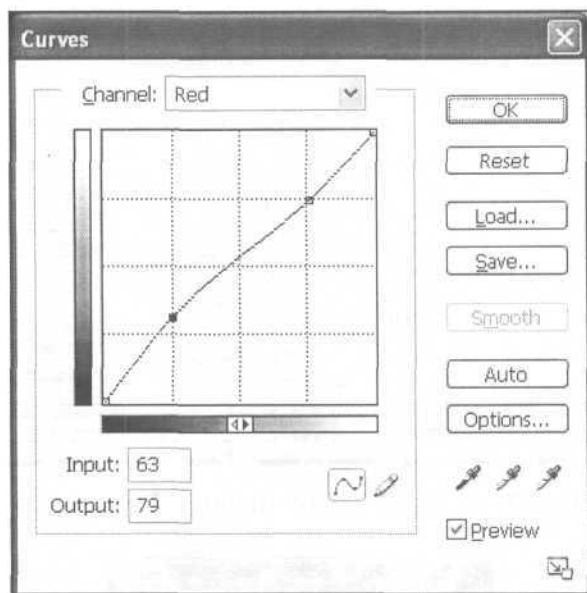 Curves
Channel: Red
OK
Reset
Load...
Save...
Smooth
Auto
Options...
Input: 63
Output: 79
Preview